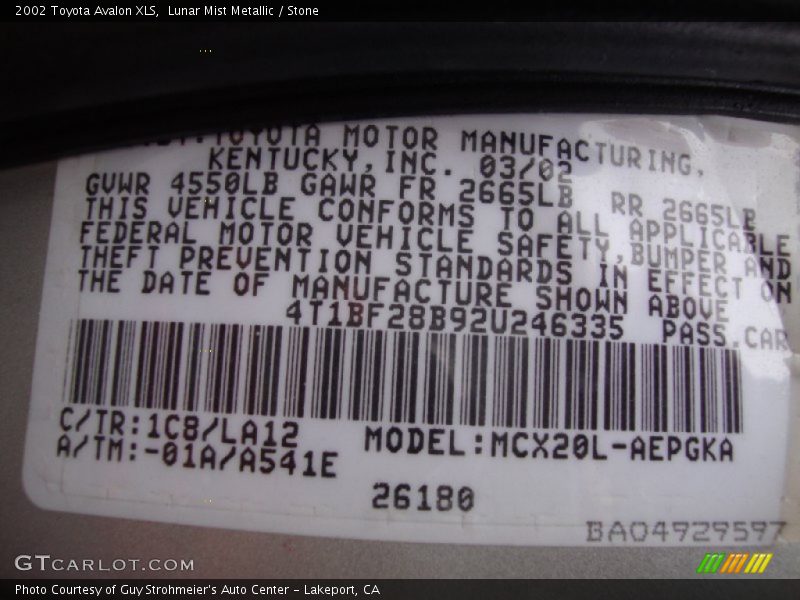 2002 Toyota Avalon XLS,  Lunar Mist Metallic / Stone
TOYOTA MOTOR MANUFACTURING,
KENTUCKY, INC. 03/02
GVWR 4550LB GAWR FR 2665LB RR 2665LB
THIS VEHICLE CONFORMS TO ALL APPLICABLE
FEDERAL MOTOR VEHICLE SAFETY, BUMPER AND
THEFT PREVENTION STANDARDS IN EFFECT ON
THE DATE OF MANUFACTURE SHOWN ABOVE
4T1BF28B92U246335 PASS.CAR
C/TR:1C8/LA12 MODEL:MCX20L-AEPGKA
A/TM:-01A/A541E
26180
BA04929597
GTCARLOT.COM
Photo Courtesy of Guy Strohmeier's Auto Center - Lakeport, CA